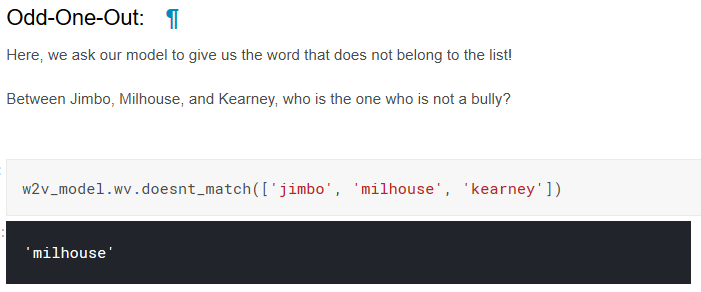 Odd-One-Out: ¶
Here, we ask our model to give us the word that does not belong to the list!
Between Jimbo, Milhouse, and Kearney, who is the one who is not a bully?
w2v_model.wv.doesnt_match(['jimbo', 'milhouse', 'kearney'])
'milhouse'